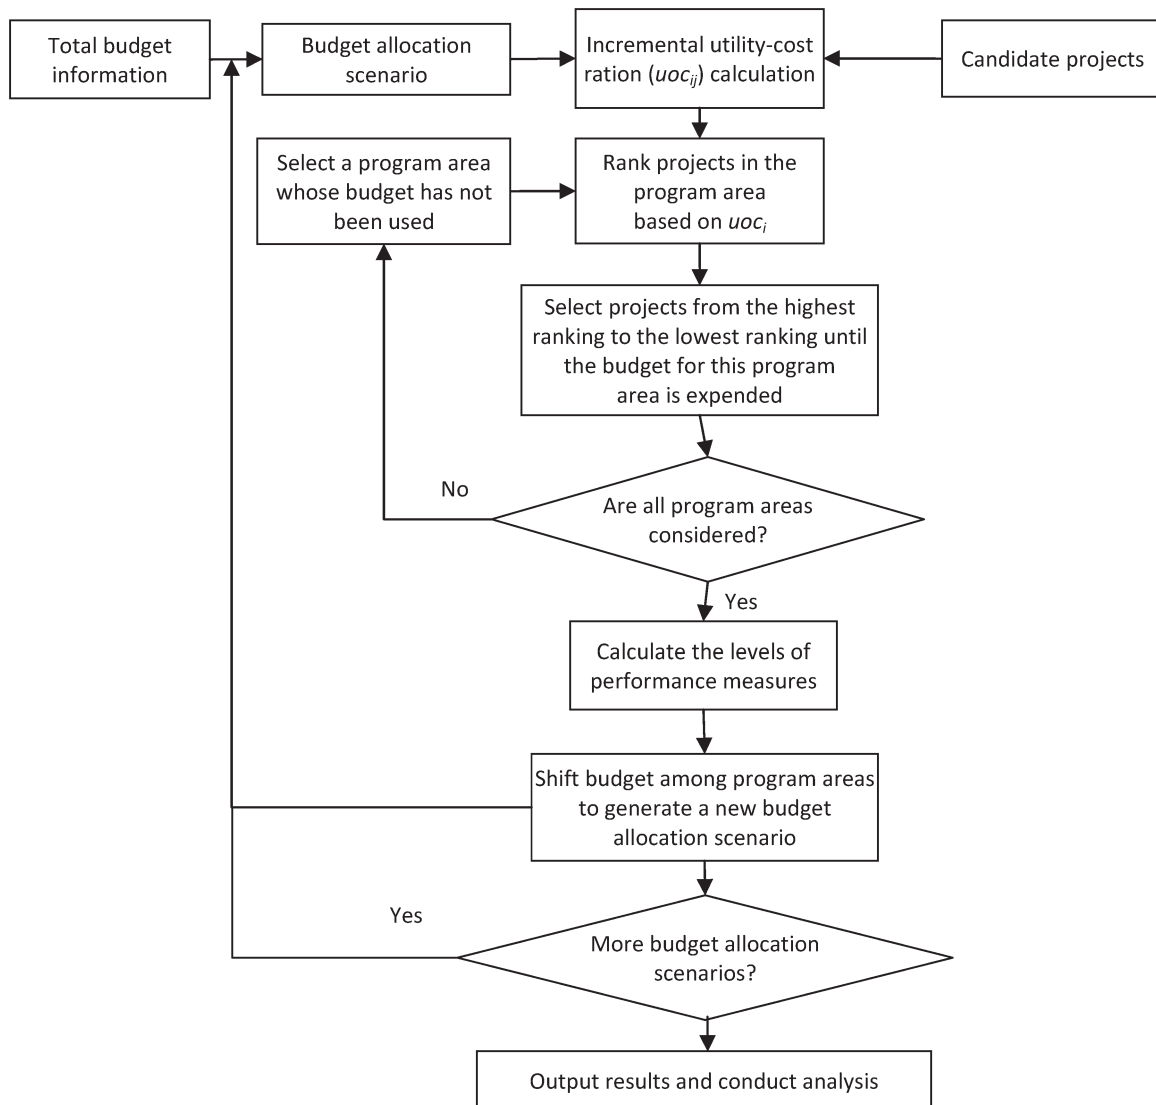 Total budget
information
Budget allocation
scenario
Incremental utility-cost
ration (uocij) calculation
Candidate projects
Select a program area
whose budget has not
been used
Rank projects in the
program area
based on uoci
Select projects from the highest
ranking to the lowest ranking until
the budget for this program
area is expended
No
Are all program areas
considered?
Yes
Calculate the levels of
performance measures
Shift budget among program areas
to generate a new budget
allocation scenario
Yes
More budget allocation
scenarios?
Output results and conduct analysis